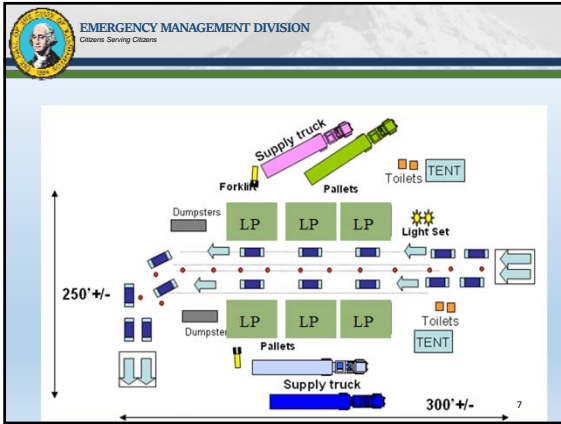 EMERGENCY MANAGEMENT DIVISION
Citizens Serving Citizens
Supply truck
Forklift
Pallets
Toilets
TENT
Dumpsters
LP
LP
LP
Light Set
250'+/-
Dumpster
LP
LP
LP
Toilets
TENT
Pallets
Supply truck
300'+/-
7